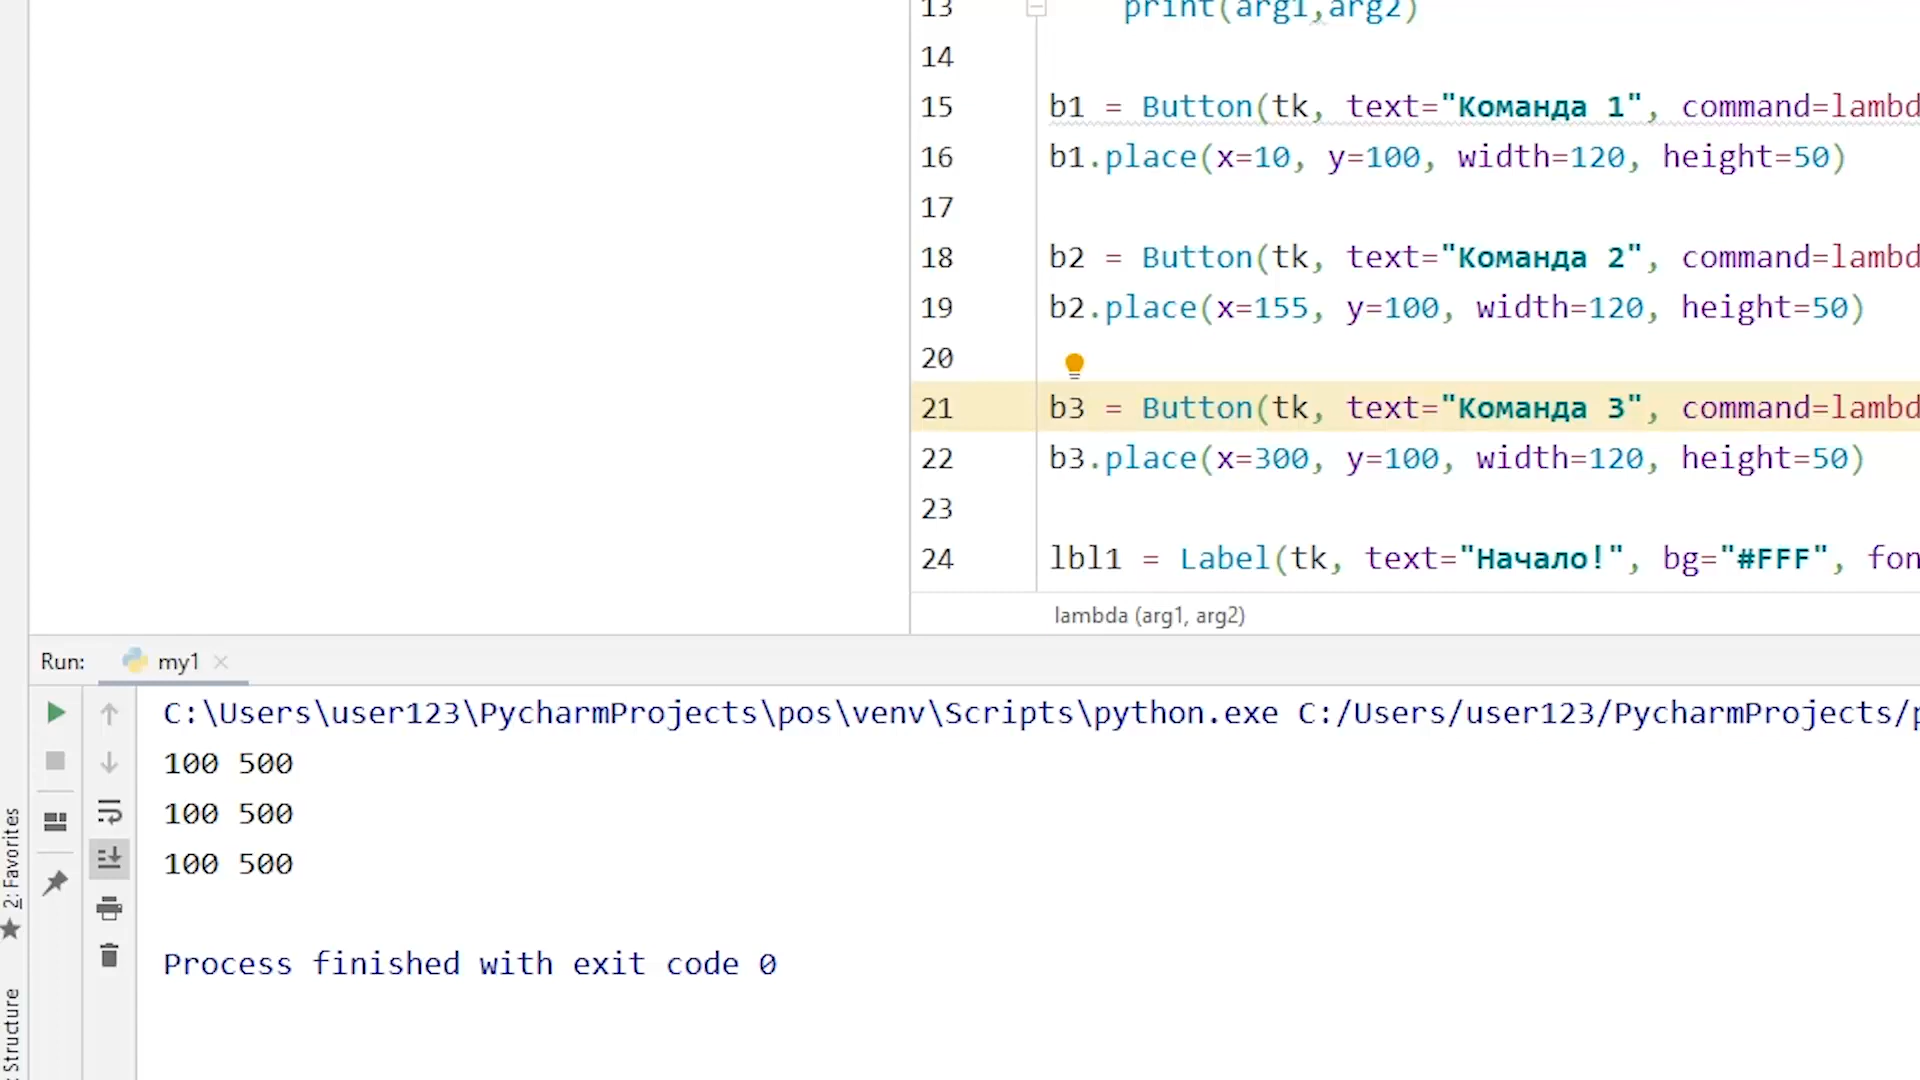 13 print(arg1,arg2)
14
15 b1 = Button(tk, text="Команда 1", command=lambd
16 b1.place(x=10, y=100, width=120, height=50)
17
18 b2 = Button(tk, text="Команда 2", command=lambd
19 b2.place(x=155, y=100, width=120, height=50)
20
21 b3 = Button(tk, text="Команда 3", command=lambd
22 b3.place(x=300, y=100, width=120, height=50)
23
24 lbl1 = Label(tk, text="Начало!", bg="#FFF", fon
lambda (arg1, arg2)
Run: my1
C:\Users\user123\PycharmProjects\pos\venv\Scripts\python.exe C:/Users/user123/PycharmProjects/p
100 500
100 500
100 500
Process finished with exit code 0
2: Favorites
: Structure